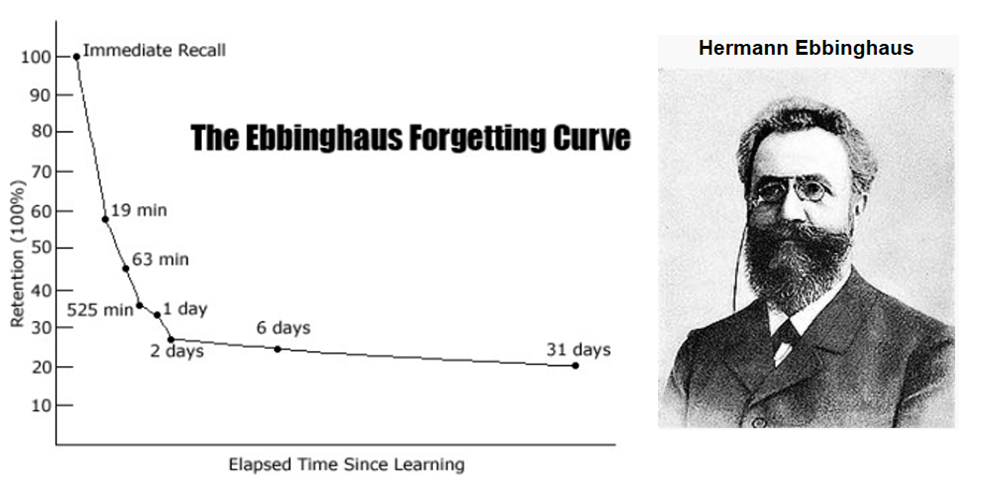 100
90
80
70
60
50
40
30
20
10
Retention (100%)
Immediate Recall
The Ebbinghaus Forgetting Curve
19 min
63 min
525 min
1 day
2 days
6 days
31 days
Elapsed Time Since Learning
Hermann Ebbinghaus